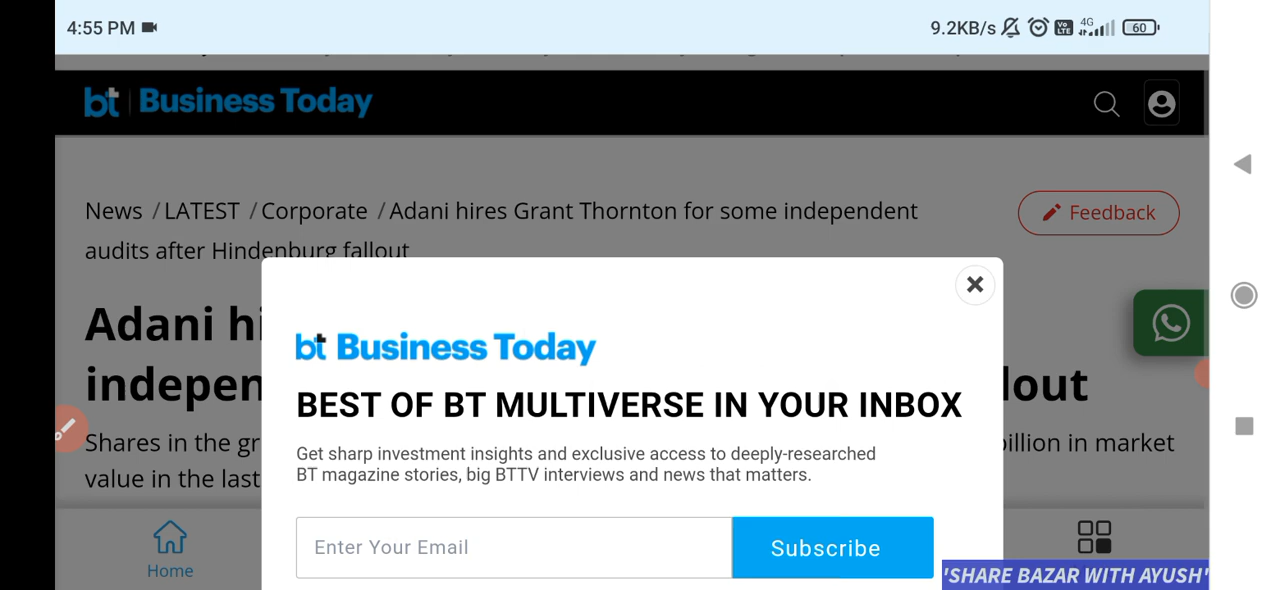 4:55 PM
9.2KB/s
Vo LTE
4G
60
bt Business Today
News / LATEST / Corporate / Adani hires Grant Thornton for some independent
audits after Hindenburg fallout
Feedback
Adani hi
indepen
lout
Shares in the gr
billion in market
value in the last
bt Business Today
BEST OF BT MULTIVERSE IN YOUR INBOX
Get sharp investment insights and exclusive access to deeply-researched
BT magazine stories, big BTTV interviews and news that matters.
Enter Your Email
Subscribe
Home
'SHARE BAZAR WITH AYUSH'